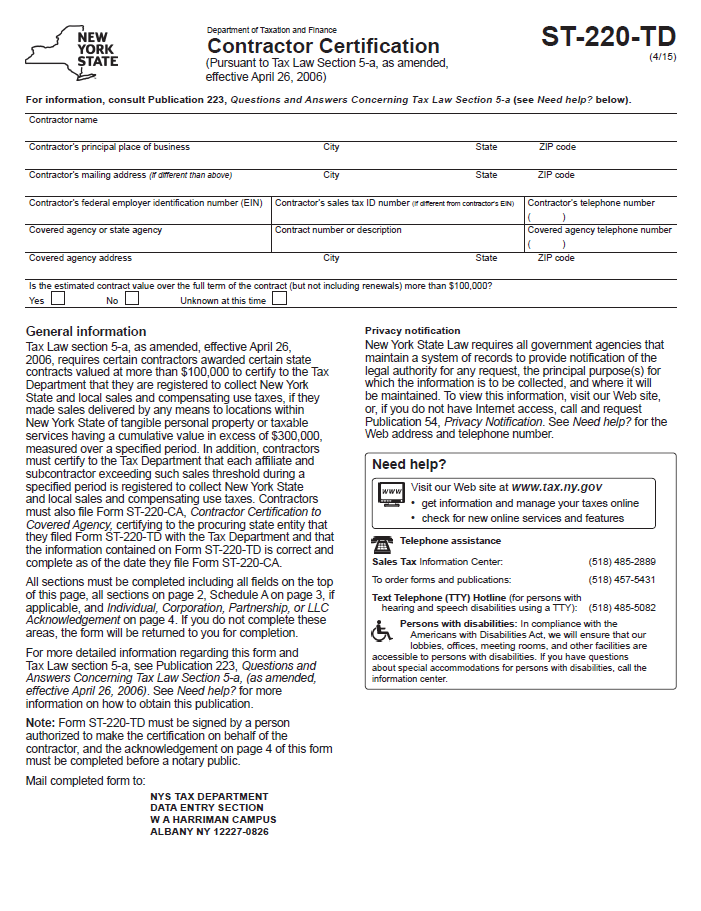 NEW
YORK
STATE
Department of Taxation and Finance
Contractor Certification
(Pursuant to Tax Law Section 5-a, as amended,
effective April 26, 2006)
ST-220-TD
(4/15)
For information, consult Publication 223, Questions and Answers Concerning Tax Law Section 5-a (see Need help? below).
Contractor name
Contractor's principal place of business City State ZIP code
Contractor's mailing address (if different than above) City State ZIP code
Contractor's federal employer identification number (EIN) Contractor's sales tax ID number (if different from contractor's EIN) Contractor's telephone number
( )
Covered agency or state agency Contract number or description Covered agency telephone number
( )
Covered agency address City State ZIP code
Is the estimated contract value over the full term of the contract (but not including renewals) more than $100,000?
Yes No Unknown at this time
General information
Tax Law section 5-a, as amended, effective April 26,
2006, requires certain contractors awarded certain state
contracts valued at more than $100,000 to certify to the Tax
Department that they are registered to collect New York
State and local sales and compensating use taxes, if they
made sales delivered by any means to locations within
New York State of tangible personal property or taxable
services having a cumulative value in excess of $300,000,
measured over a specified period. In addition, contractors
must certify to the Tax Department that each affiliate and
subcontractor exceeding such sales threshold during a
specified period is registered to collect New York State
and local sales and compensating use taxes. Contractors
must also file Form ST-220-CA, Contractor Certification to
Covered Agency, certifying to the procuring state entity that
they filed Form ST-220-TD with the Tax Department and that
the information contained on Form ST-220-TD is correct and
complete as of the date they file Form ST-220-CA.
All sections must be completed including all fields on the top
of this page, all sections on page 2, Schedule A on page 3, if
applicable, and Individual, Corporation, Partnership, or LLC
Acknowledgement on page 4. If you do not complete these
areas, the form will be returned to you for completion.
For more detailed information regarding this form and
Tax Law section 5-a, see Publication 223, Questions and
Answers Concerning Tax Law Section 5-a, (as amended,
effective April 26, 2006). See Need help? for more
information on how to obtain this publication.
Note: Form ST-220-TD must be signed by a person
authorized to make the certification on behalf of the
contractor, and the acknowledgement on page 4 of this form
must be completed before a notary public.
Mail completed form to:
NYS TAX DEPARTMENT
DATA ENTRY SECTION
W A HARRIMAN CAMPUS
ALBANY NY 12227-0826
Privacy notification
New York State Law requires all government agencies that
maintain a system of records to provide notification of the
legal authority for any request, the principal purpose(s) for
which the information is to be collected, and where it will
be maintained. To view this information, visit our Web site,
or, if you do not have Internet access, call and request
Publication 54, Privacy Notification. See Need help? for the
Web address and telephone number.
Need help?
www
Visit our Web site at www.tax.ny.gov
• get information and manage your taxes online
• check for new online services and features
Telephone assistance
Sales Tax Information Center: (518) 485-2889
To order forms and publications: (518) 457-5431
Text Telephone (TTY) Hotline (for persons with
hearing and speech disabilities using a TTY): (518) 485-5082
Persons with disabilities: In compliance with the
Americans with Disabilities Act, we will ensure that our
lobbies, offices, meeting rooms, and other facilities are
accessible to persons with disabilities. If you have questions
about special accommodations for persons with disabilities, call the
information center.